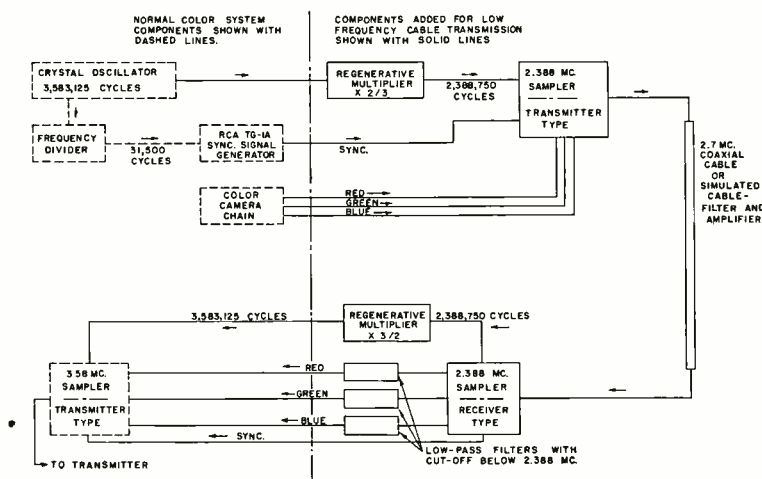 NORMAL COLOR SYSTEM
COMPONENTS SHOWN WITH
DASHED LINES.
COMPONENTS ADDED FOR LOW
FREQUENCY CABLE TRANSMISSION
SHOWN WITH SOLID LINES
CRYSTAL OSCILLATOR
3,583,125 CYCLES
REGENERATIVE
MULTIPLIER
X 2/3
2,388,750
CYCLES
2.388 MC.
SAMPLER
TRANSMITTER
TYPE
FREQUENCY
DIVIDER
31,500
CYCLES
RCA TG-1A
SYNC. SIGNAL
GENERATOR
SYNC.
COLOR
CAMERA
CHAIN
RED
GREEN
BLUE
2.7 MC.
COAXIAL
CABLE
OR
SIMULATED
CABLE-
FILTER AND
AMPLIFIER
3,583,125 CYCLES
REGENERATIVE
MULTIPLIER
X 3/2
2,388,750 CYCLES
3.58 MC.
SAMPLER
TRANSMITTER
TYPE
RED
GREEN
BLUE
SYNC.
2.388 MC.
SAMPLER
RECEIVER
TYPE
TO TRANSMITTER
LOW-PASS FILTERS WITH
CUT-OFF BELOW 2.388 MC.